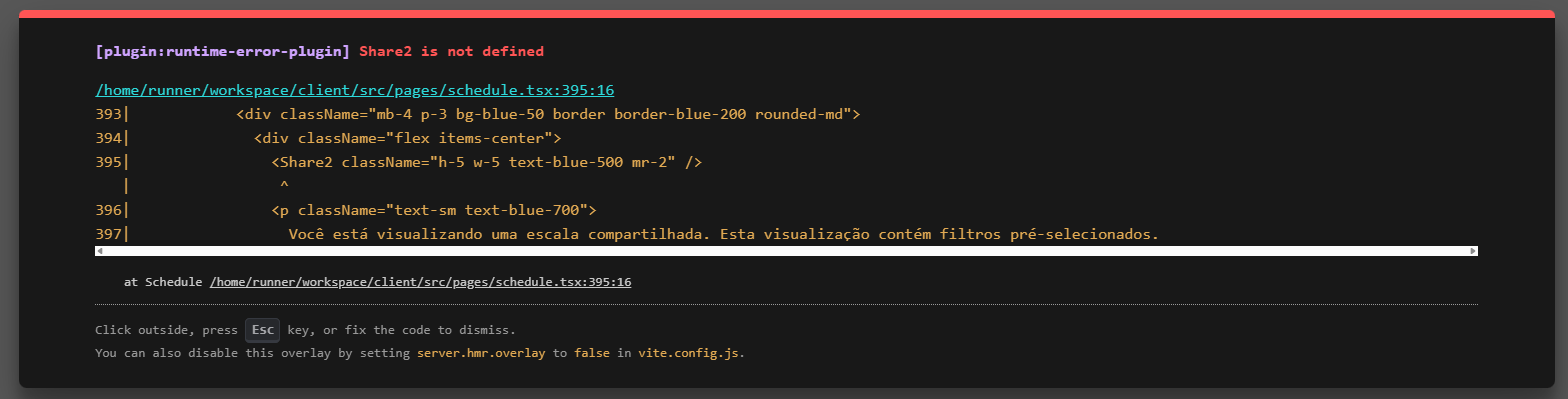 [plugin:runtime-error-plugin] Share2 is not defined
/home/runner/workspace/client/src/pages/schedule.tsx:395:16
393|            <div className="mb-4 p-3 bg-blue-50 border border-blue-200 rounded-md">
394|              <div className="flex items-center">
395|                <Share2 className="h-5 w-5 text-blue-500 mr-2" />
   |                 ^
396|                <p className="text-sm text-blue-700">
397|                  Você está visualizando uma escala compartilhada. Esta visualização contém filtros pré-selecionados.
at Schedule /home/runner/workspace/client/src/pages/schedule.tsx:395:16
Click outside, press Esc key, or fix the code to dismiss.
You can also disable this overlay by setting server.hmr.overlay to false in vite.config.js.